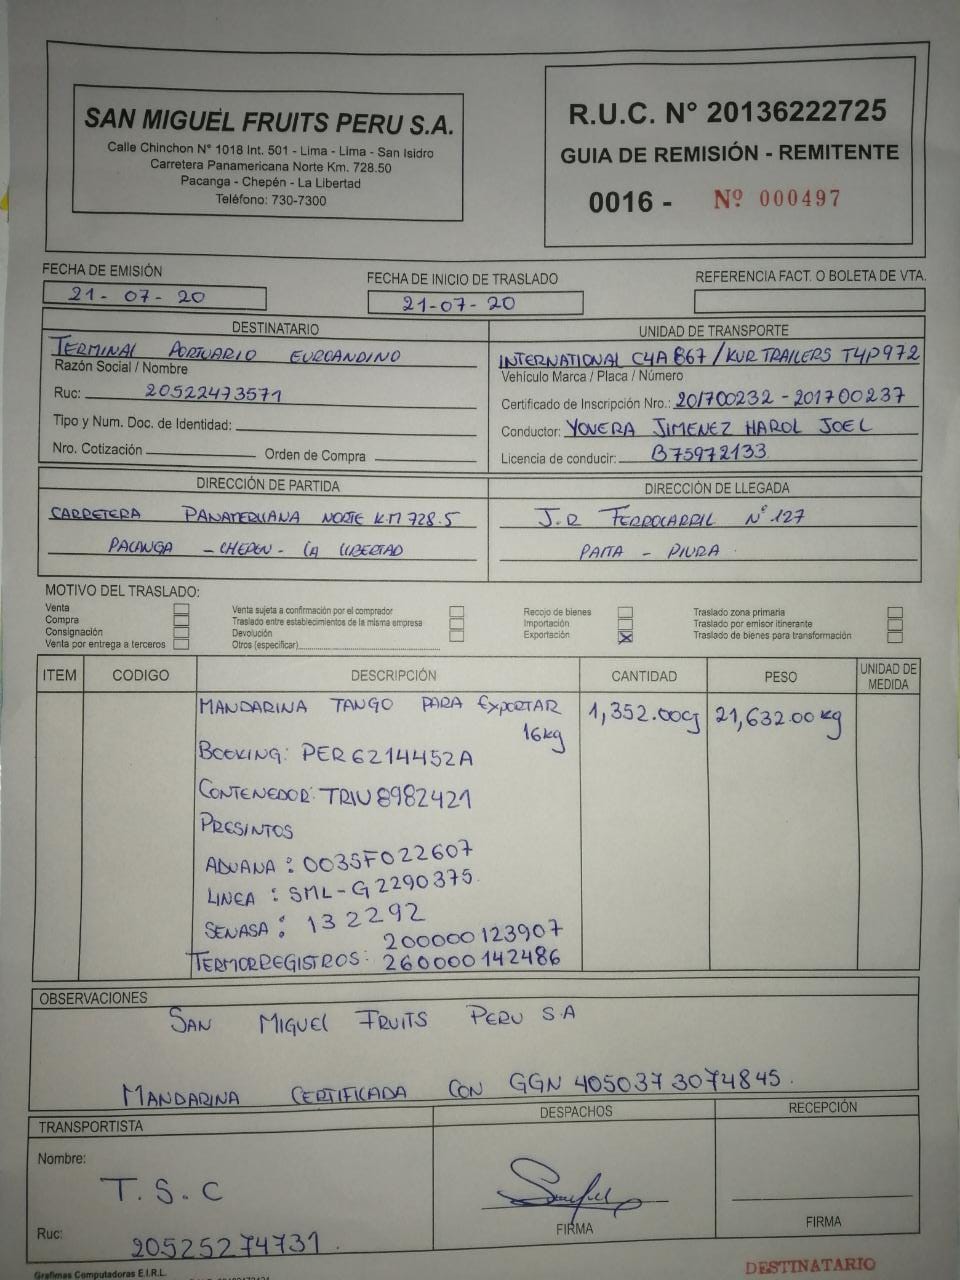 SAN MIGUEL FRUITS PERU S.A.
Calle Chinchon N° 1018 Int. 501 - Lima - Lima - San Isidro
Carretera Panamericana Norte Km. 728.50
Pacanga - Chepén - La Libertad
Teléfono: 730-7300
R.U.C. N° 20136222725
GUIA DE REMISIÓN - REMITENTE
0016 - Nº 000497
FECHA DE EMISIÓN
21-07-20
FECHA DE INICIO DE TRASLADO
21-07-20
REFERENCIA FACT. O BOLETA DE VTA.
DESTINATARIO
TERMINAL PORTUARIO EUROANDINO
Razón Social / Nombre
Ruc: 20522473571
Tipo y Num. Doc. de Identidad:
Nro. Cotización Orden de Compra
UNIDAD DE TRANSPORTE
INTERNATIONAL C4A 867 / KUR TRAILERS T4P972
Vehículo Marca / Placa / Número
Certificado de Inscripción Nro.: 201700232 - 201700237
Conductor: YOVERA JIMENEZ HAROL JOEL
Licencia de conducir: B75972133
DIRECCIÓN DE PARTIDA
CARRETERA PANAMERICANA NORTE KM 728.5
PACANGA - CHEPEN - LA LIBERTAD
DIRECCIÓN DE LLEGADA
J.R FERROCARRIL N° 127
PAITA - PIURA
MOTIVO DEL TRASLADO:
Venta
Compra
Consignación
Venta por entrega a terceros
Venta sujeta a confirmación por el comprador
Traslado entre establecimientos de la misma empresa
Devolución
Otros (especificar)
Recojo de bienes
Importación
Exportación X
Traslado zona primaria
Traslado por emisor itinerante
Traslado de bienes para transformación
ITEM CODIGO DESCRIPCIÓN CANTIDAD PESO UNIDAD DE MEDIDA
MANDARINA TANGO PARA EXPORTAR 1,352.00cj 21,632.00 kg
16kg
BOOKING: PER6214452A
CONTENEDOR: TRIU8982421
PRESINTOS
ADUANA : 0035F022607
LINEA : SML-G2290375
SENASA : 132292
200000123907
TERMORREGISTROS: 260000142486
OBSERVACIONES
SAN MIGUEL FRUITS PERU S.A
MANDARINA CERTIFICADA CON GGN 4050373074845.
TRANSPORTISTA
Nombre:
T.S.C
Ruc: 20525274731.
DESPACHOS
FIRMA
RECEPCIÓN
FIRMA
Grafimas Computadoras E.I.R.L.
DESTINATARIO